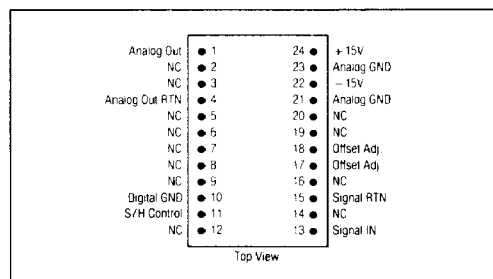 Analog Out 1 24 + 15V
NC 2 23 Analog GND
NC 3 22 − 15V
Analog Out RTN 4 21 Analog GND
NC 5 20 NC
NC 6 19 NC
NC 7 18 Offset Adj.
NC 8 17 Offset Adj.
NC 9 16 NC
Digital GND 10 15 Signal RTN
S/H Control 11 14 NC
NC 12 13 Signal IN
Top View